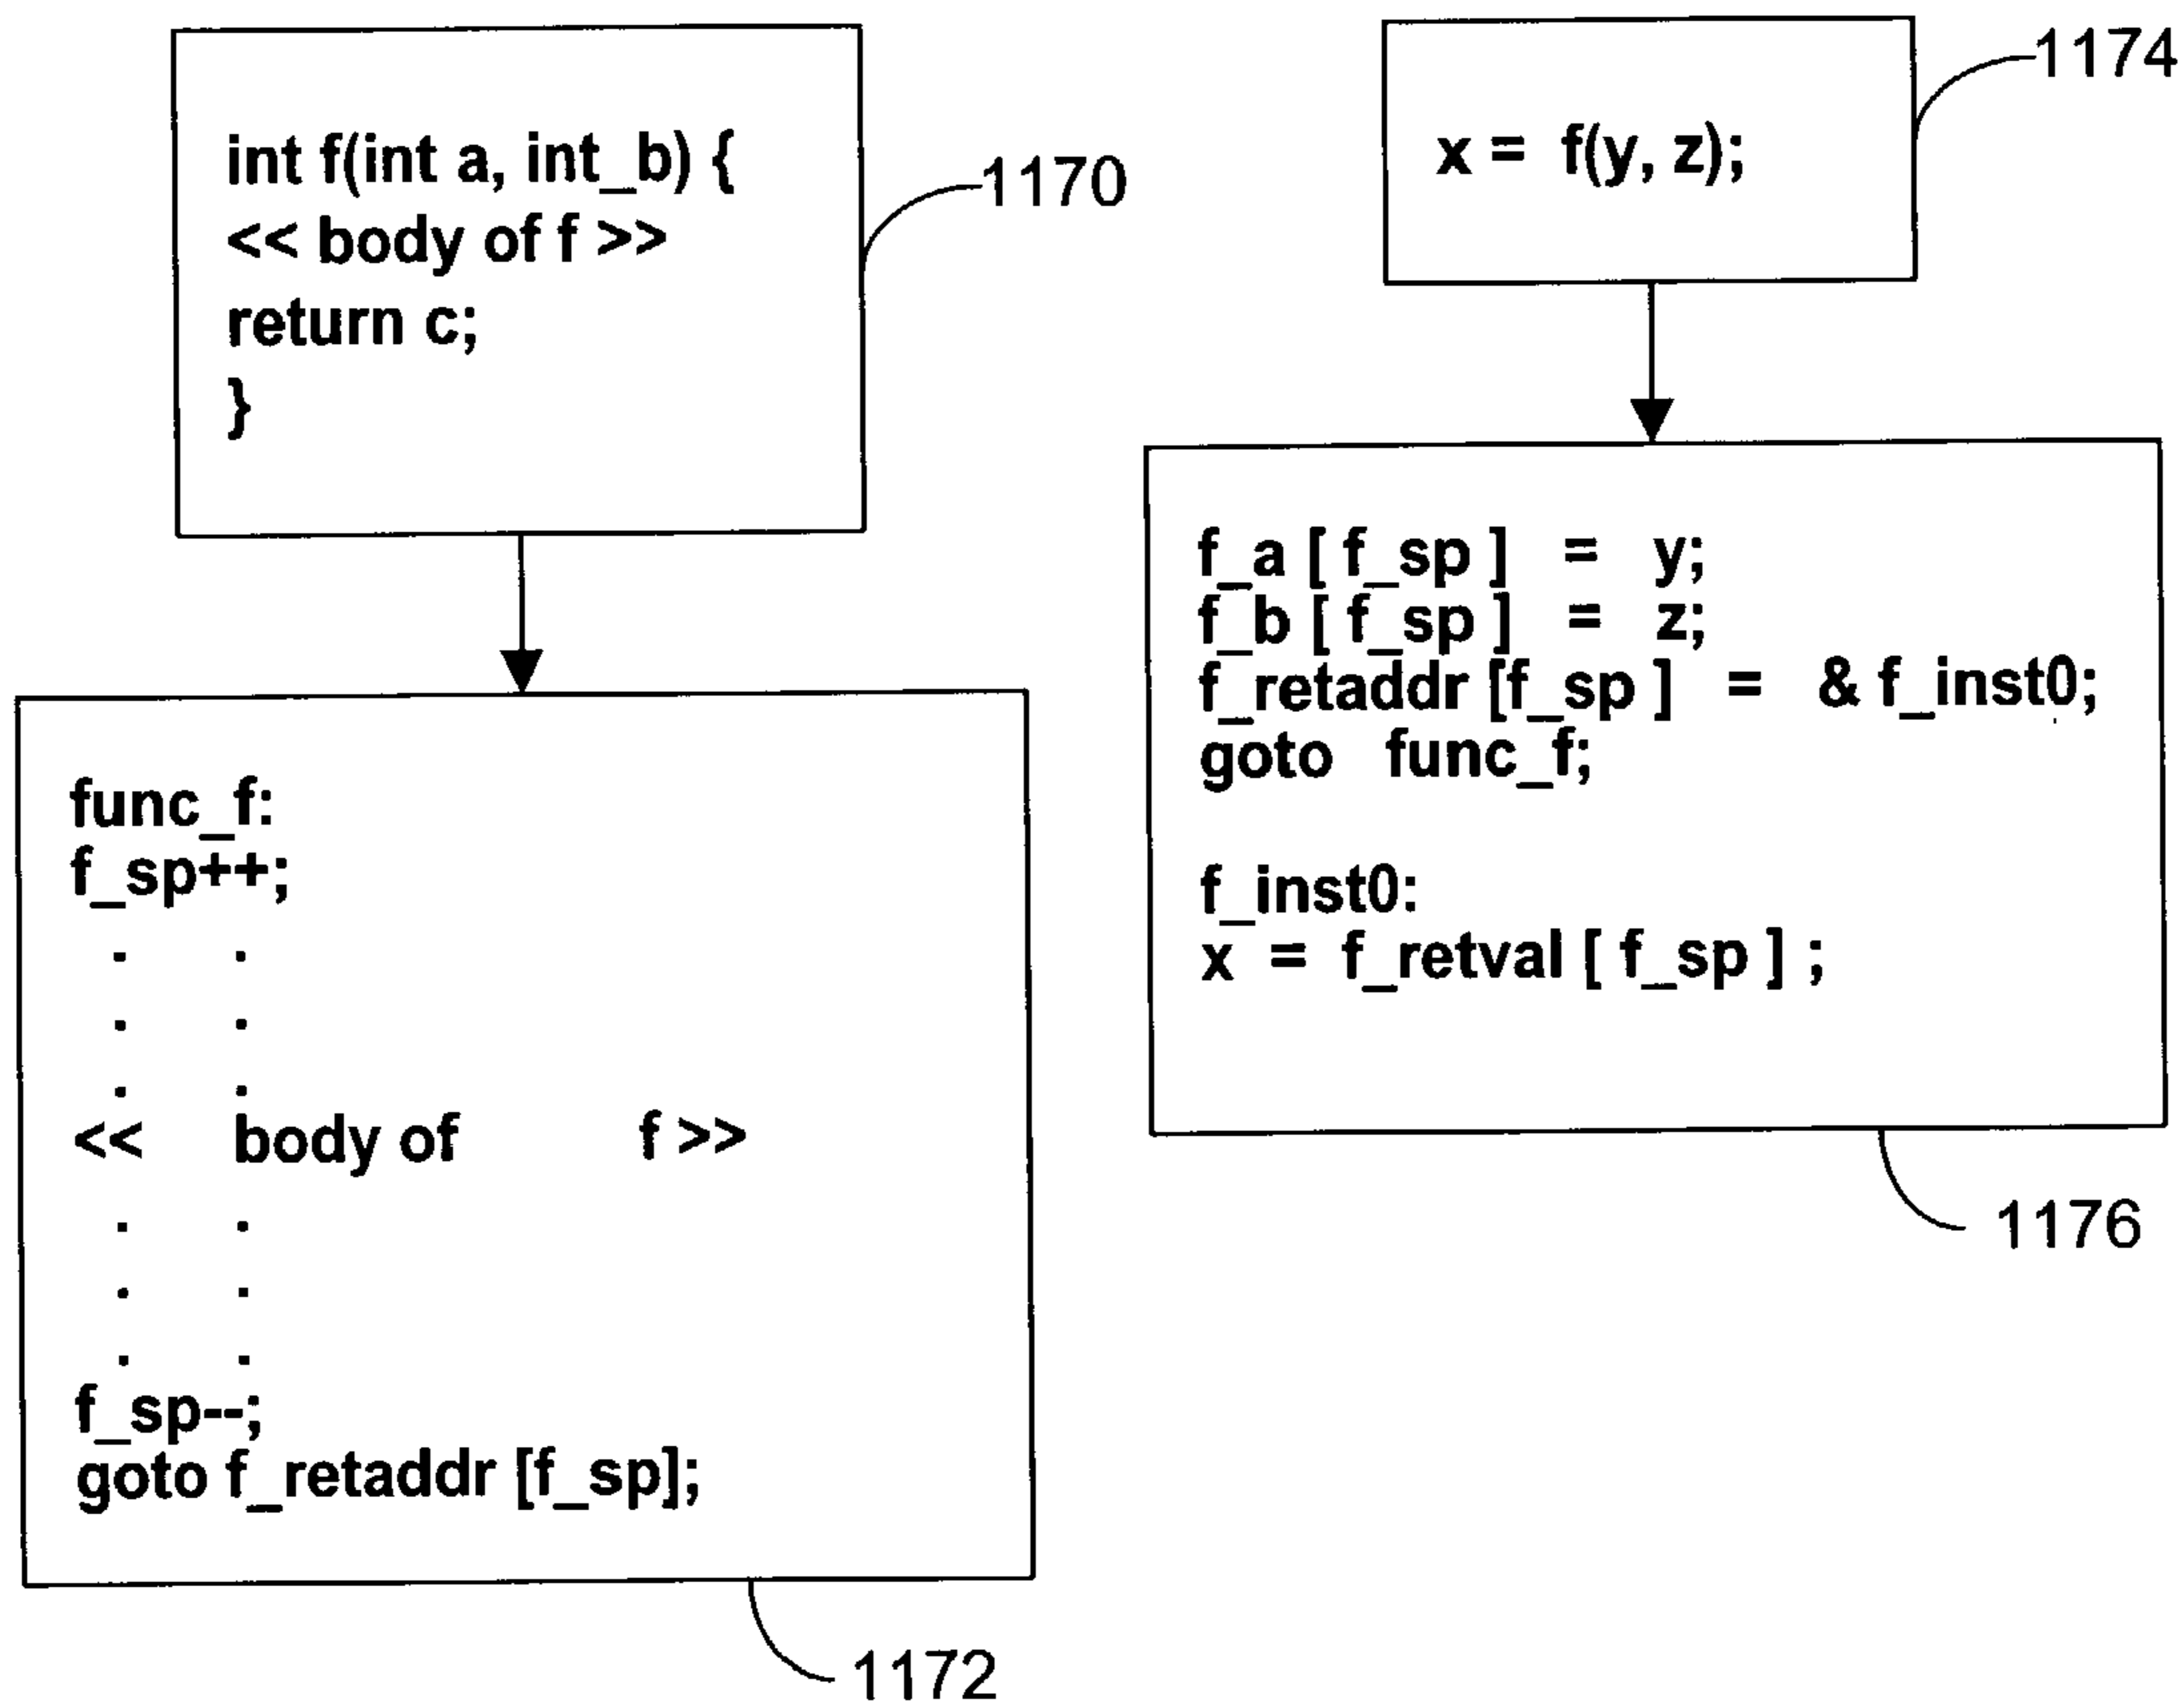 int f(int a, int_b) {
<< body of f >>
return c;
}
1170
func_f:
f_sp++;
. .
. .
. .
<< body of f >>
. .
. .
. .
f_sp--;
goto f_retaddr [f_sp];
1172
x = f(y, z);
1174
f_a [ f_sp ] = y;
f_b [ f_sp ] = z;
f_retaddr [f_sp ] = & f_inst0;
goto func_f;
f_inst0:
x = f_retval [ f_sp ] ;
1176